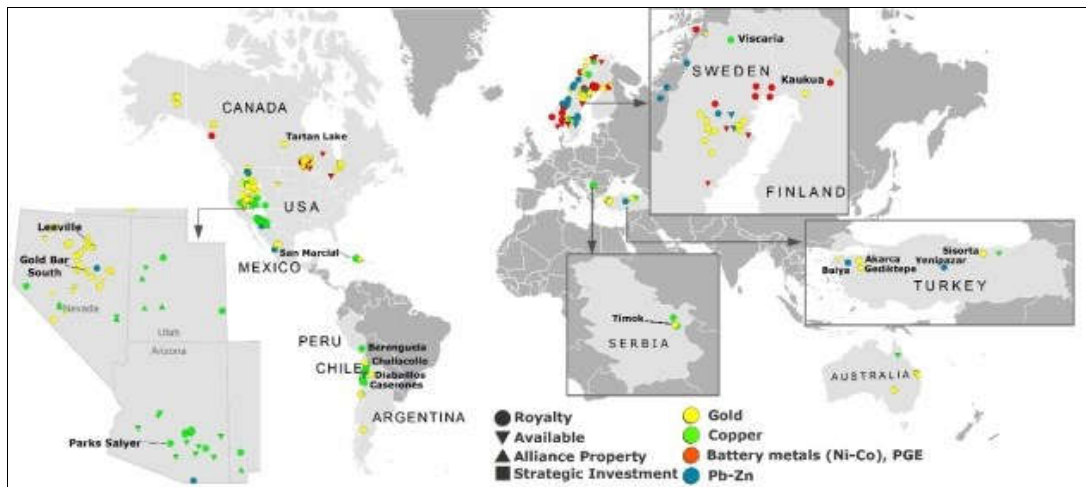 CANADA
Tartan Lake
USA
Leeville
Gold Bar
South
Nevada
Utah
Arizona
Parks Salyer
San Marcial
MEXICO
PERU
Berenguela
Challacollo
CHILE
Diabaillos
Caserones
ARGENTINA
Viscaria
SWEDEN
Kaukua
FINLAND
Timok
SERBIA
Sisorta
Akarca
Yenipazar
Balya
Gediktepe
TURKEY
AUSTRALIA
Royalty
Available
Alliance Property
Strategic Investment
Gold
Copper
Battery metals (Ni-Co), PGE
Pb-Zn